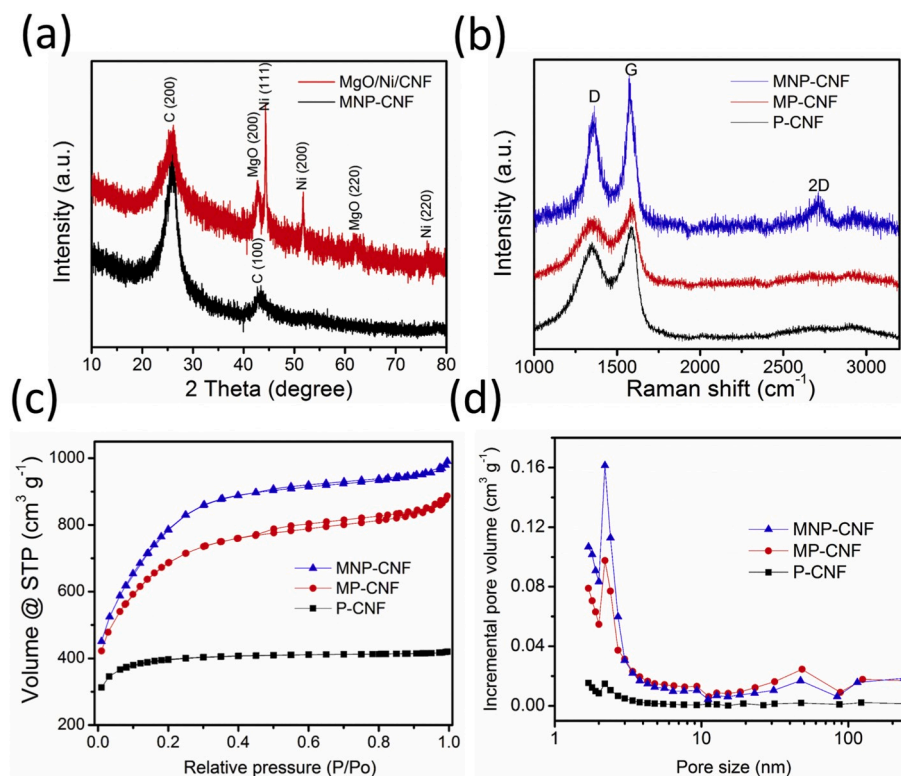 (a)
Intensity (a.u.)
C (200)
MgO (200)
Ni (111)
Ni (200)
MgO (220)
Ni (220)
C (100)
MgO/Ni/CNF
MNP-CNF
10 20 30 40 50 60 70 80
2 Theta (degree)
(b)
Intensity (a.u.)
D
G
2D
MNP-CNF
MP-CNF
P-CNF
1000 1500 2000 2500 3000
Raman shift (cm-1)
(c)
Volume @ STP (cm3 g-1)
1000
800
600
400
200
MNP-CNF
MP-CNF
P-CNF
0.0 0.2 0.4 0.6 0.8 1.0
Relative pressure (P/Po)
(d)
Incremental pore volume (cm3 g-1)
0.16
0.12
0.08
0.04
0.00
MNP-CNF
MP-CNF
P-CNF
1 10 100
Pore size (nm)